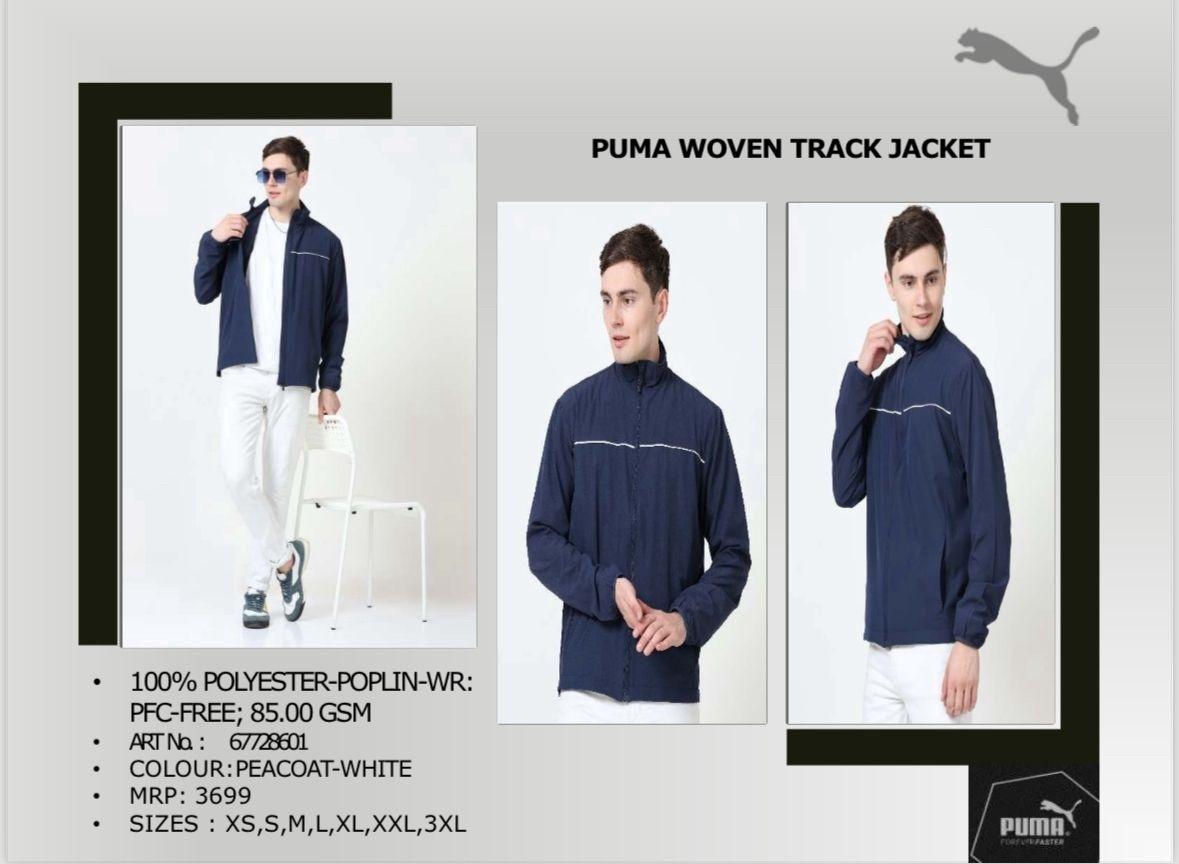 PUMA WOVEN TRACK JACKET
• 100% POLYESTER-POPLIN-WR:
PFC-FREE; 85.00 GSM
• ART No. : 67728601
• COLOUR:PEACOAT-WHITE
• MRP: 3699
• SIZES : XS,S,M,L,XL,XXL,3XL
PUMA®
FOREVERFASTER